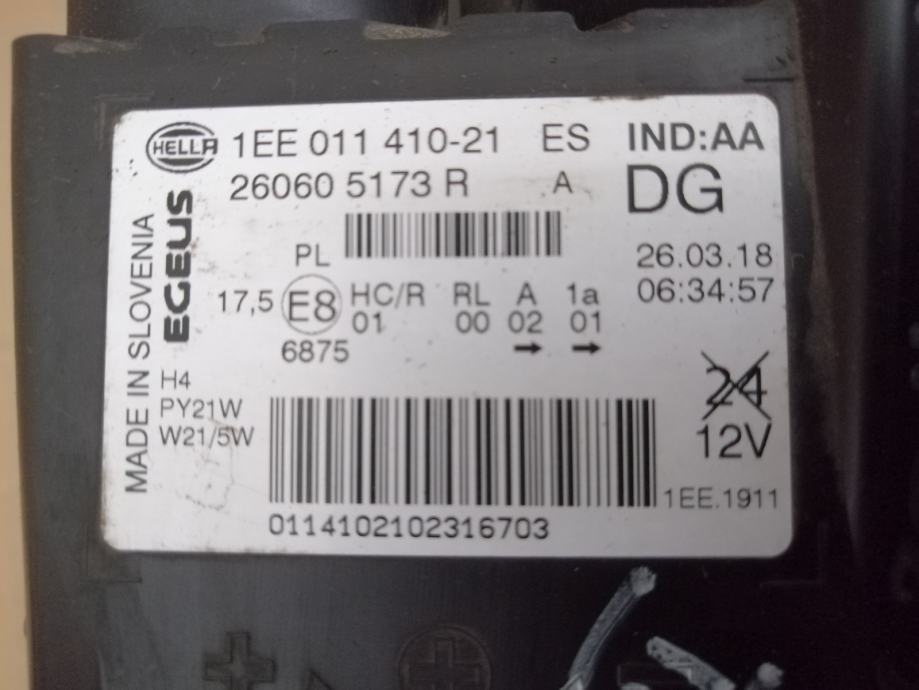 HELLA 1EE 011 410-21 ES IND:AA
26060 5173 R A DG
MADE IN SLOVENIA
EGEUS
PL
26.03.18
06:34:57
17,5 E8 HC/R RL A 1a
01 00 02 01
6875 → →
H4
PY21W
W21/5W
24
12V
1EE.1911
0114102102316703